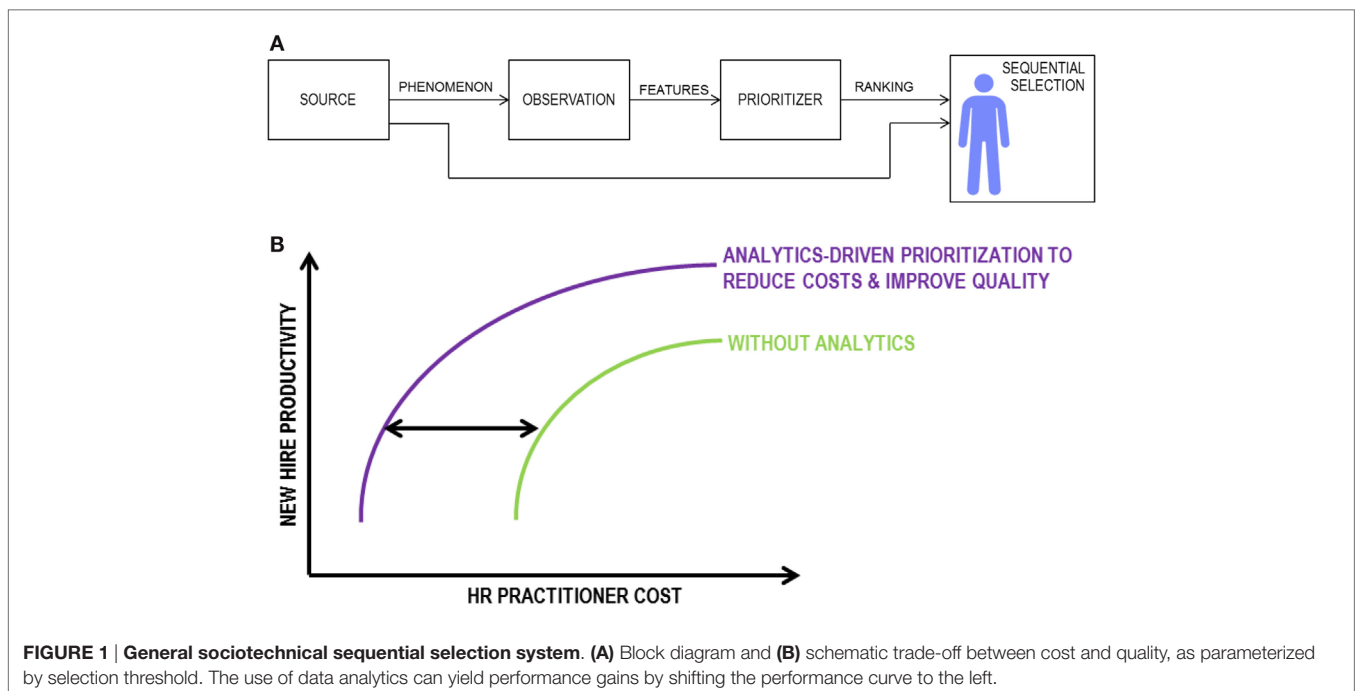 A
SOURCE
PHENOMENON
OBSERVATION
FEATURES
PRIORITIZER
RANKING
SEQUENTIAL
SELECTION
B
NEW HIRE PRODUCTIVITY
ANALYTICS-DRIVEN PRIORITIZATION TO
REDUCE COSTS & IMPROVE QUALITY
WITHOUT ANALYTICS
HR PRACTITIONER COST
FIGURE 1 | General sociotechnical sequential selection system. (A) Block diagram and (B) schematic trade-off between cost and quality, as parameterized
by selection threshold. The use of data analytics can yield performance gains by shifting the performance curve to the left.